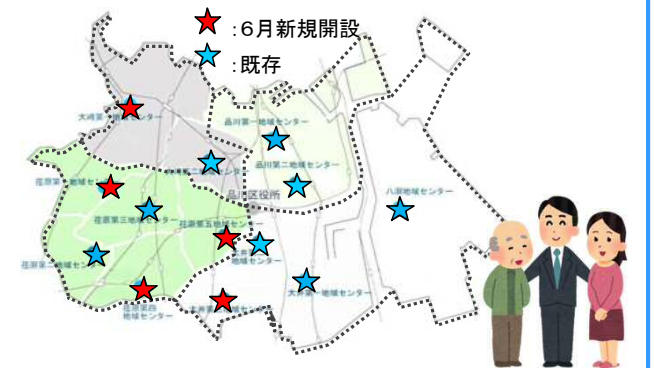 :6月新規開設
:既存
大崎第一地域センター
品川第一地域センター
品川第二地域センター
品川区役所
八潮地域センター
荏原第三地域センター
荏原第五地域センター
荏原第二地域センター
地域センター
荏原第四
地域センター